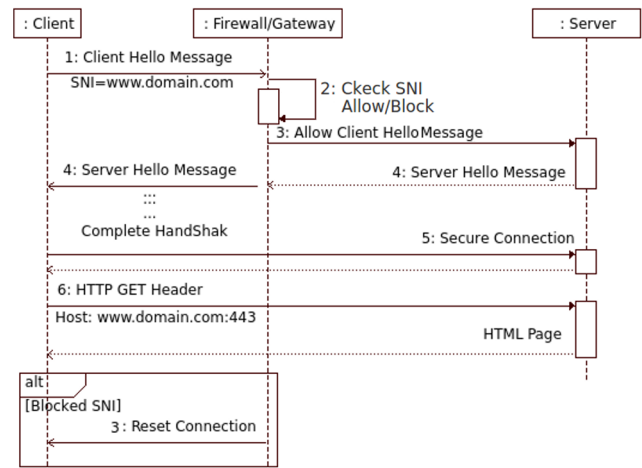 : Client
: Firewall/Gateway
: Server
1: Client Hello Message
SNI=www.domain.com
2: Ckeck SNI
Allow/Block
3: Allow Client HelloMessage
4: Server Hello Message
4: Server Hello Message
:::
...
Complete HandShak
5: Secure Connection
6: HTTP GET Header
Host: www.domain.com:443
HTML Page
alt
[Blocked SNI]
3 : Reset Connection